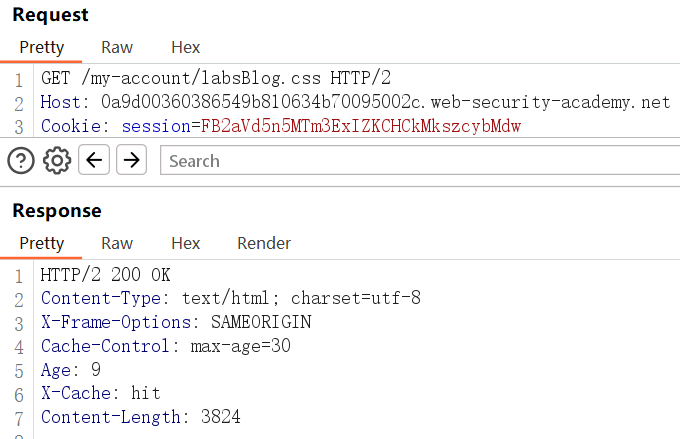 Request
Pretty Raw Hex
1 GET /my-account/labsBlog.css HTTP/2
2 Host: 0a9d00360386549b810634b70095002c.web-security-academy.net
3 Cookie: session=FB2aVd5n5MTm3ExIZKCHCkMkszcybMdw
Search
Response
Pretty Raw Hex Render
1 HTTP/2 200 OK
2 Content-Type: text/html; charset=utf-8
3 X-Frame-Options: SAMEORIGIN
4 Cache-Control: max-age=30
5 Age: 9
6 X-Cache: hit
7 Content-Length: 3824